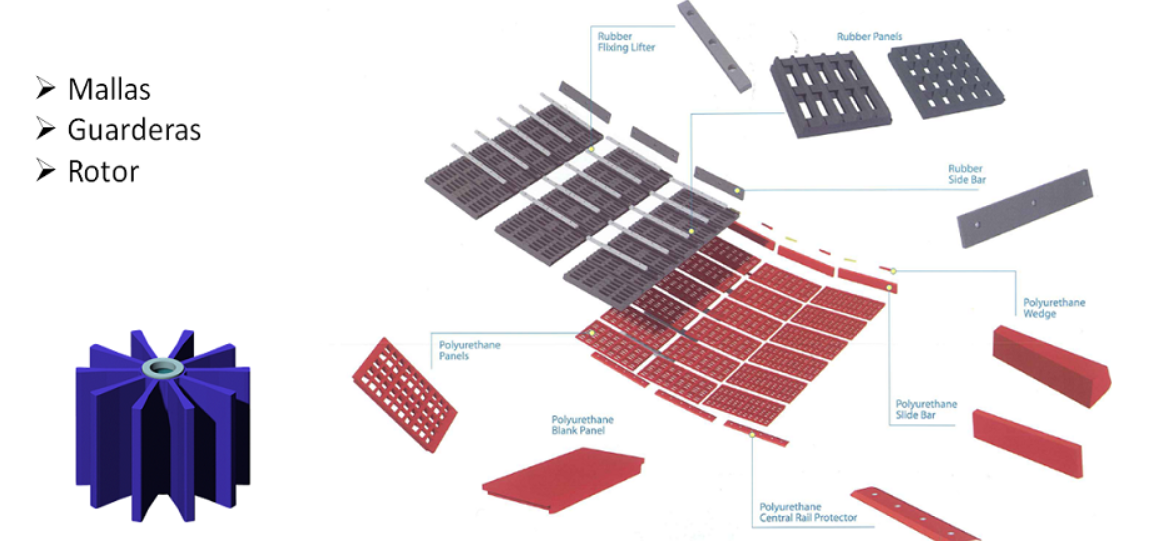 Mallas
Guarderas
Rotor
Rubber
Flixing Lifter
Rubber Panels
Rubber
Side Bar
Polyurethane
Wedge
Polyurethane
Panels
Polyurethane
Slide Bar
Polyurethane
Blank Panel
Polyurethane
Central Rail Protector